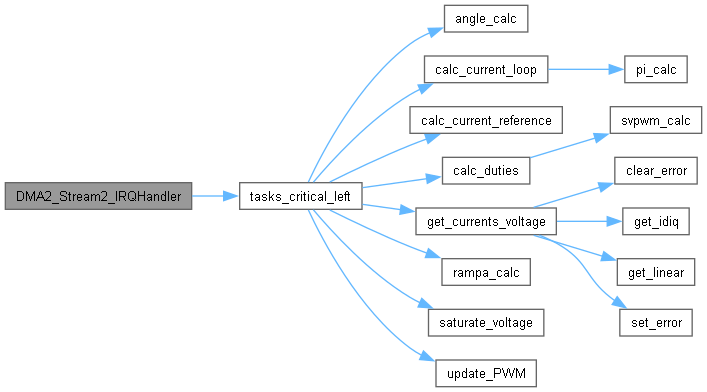 DMA2_Stream2_IRQHandler
tasks_critical_left
angle_calc
calc_current_loop
pi_calc
calc_current_reference
calc_duties
svpwm_calc
get_currents_voltage
clear_error
get_idiq
get_linear
set_error
rampa_calc
saturate_voltage
update_PWM